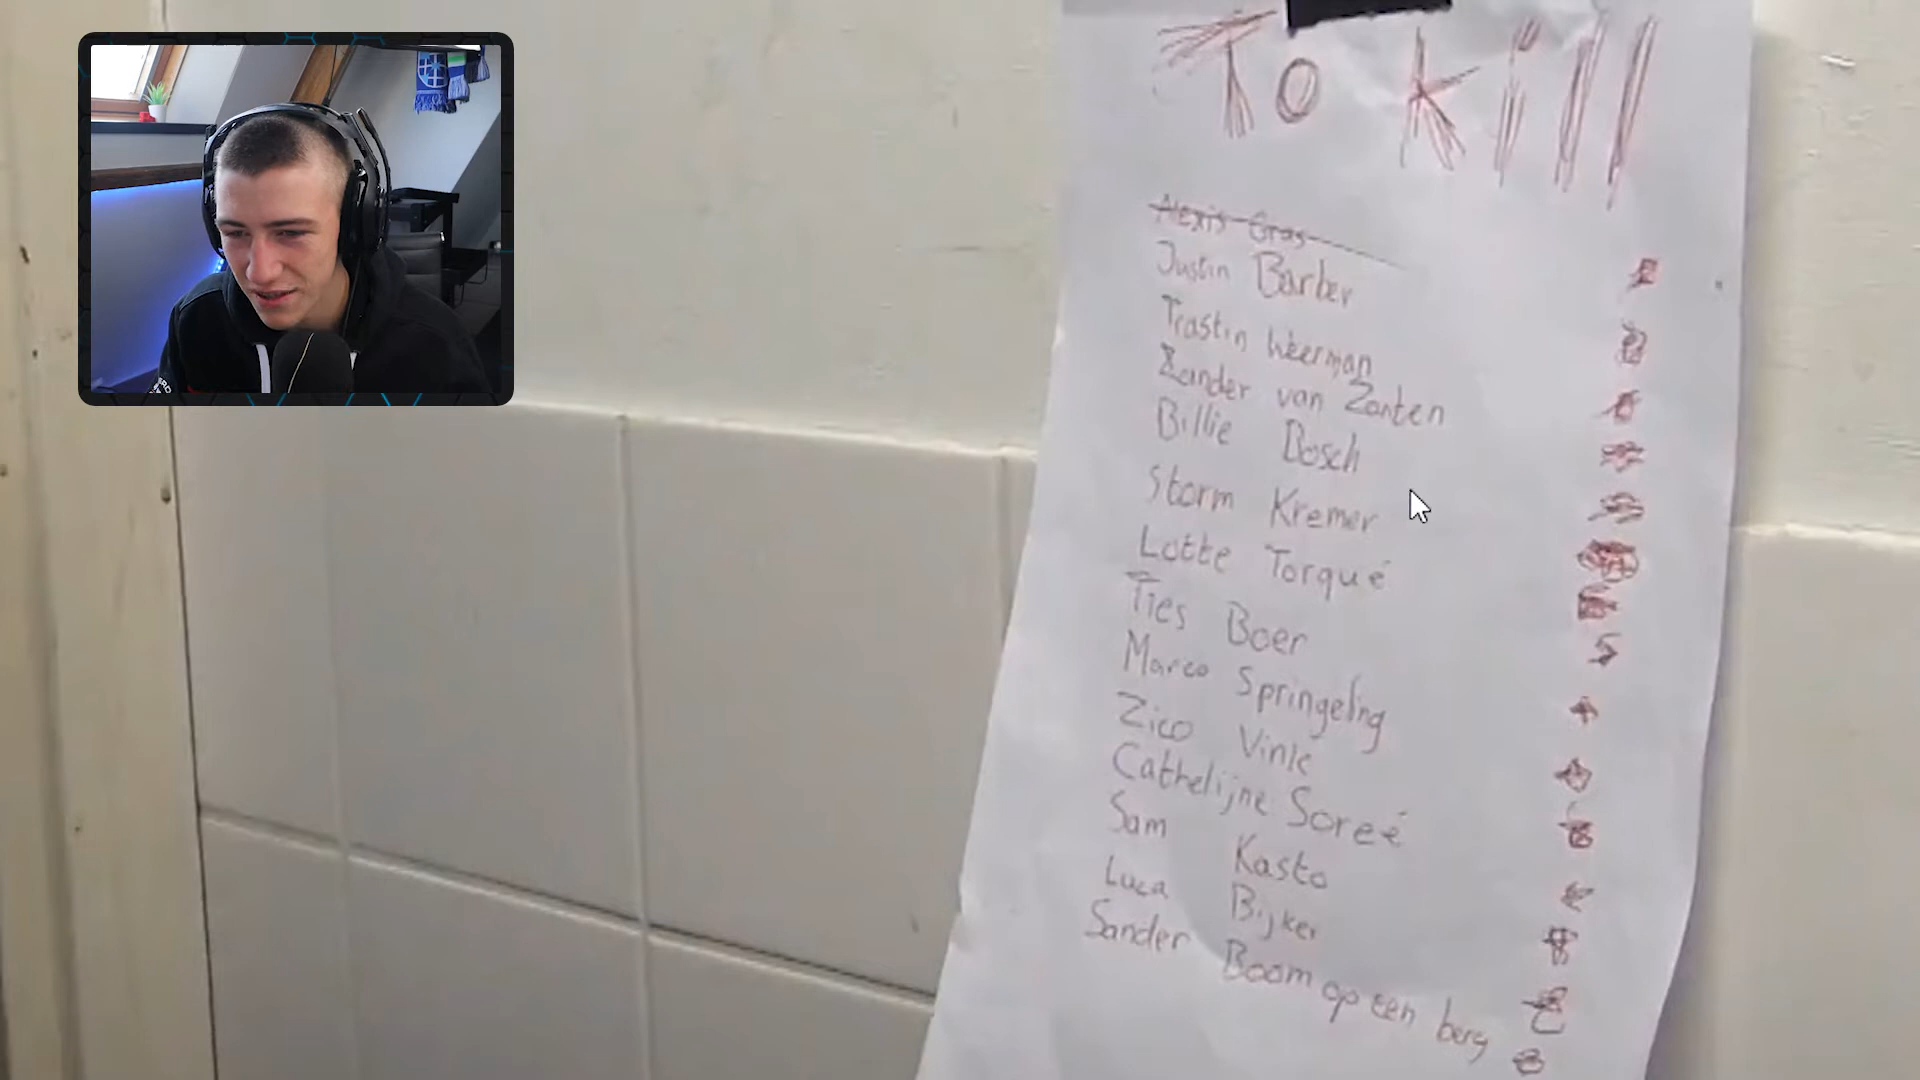 To kill
Alexis Gras
Justin Barber
Trastin Weerman
Xander van Zanten
Billie Bosch
Storm Kremer
Lotte Torqué
Ties Boer
Marco Springeling
Zico Vink
Cathelijne Soreé
Sam Kasto
Luca Bijker
Sander Boom op een berg